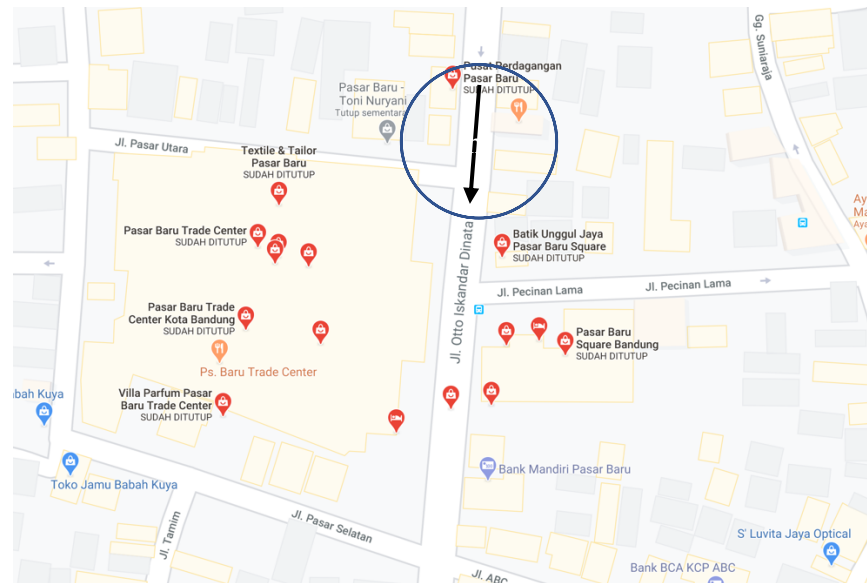 Gg. Suniaraja
Pusat Perdagangan
Pasar Baru
SUDAH DITUTUP
Pasar Baru -
Toni Nuryani
Tutup sementara
Jl. Pasar Utara
Textile & Tailor
Pasar Baru
SUDAH DITUTUP
Ay
Ma
Aya
Pasar Baru Trade Center
SUDAH DITUTUP
Batik Unggul Jaya
Pasar Baru Square
SUDAH DITUTUP
Jl. Otto Iskandar Dinata
Jl. Pecinan Lama
Jl. Pecinan Lama
Pasar Baru Trade
Center Kota Bandung
SUDAH DITUTUP
Pasar Baru
Square Bandung
SUDAH DITUTUP
Ps. Baru Trade Center
Villa Parfum Pasar
Baru Trade Center
SUDAH DITUTUP
bah Kuya
Toko Jamu Babah Kuya
Bank Mandiri Pasar Baru
Jl. Tamim
Jl. Pasar Selatan
S' Luvita Jaya Optical
Bank BCA KCP ABC
Jl. ABC